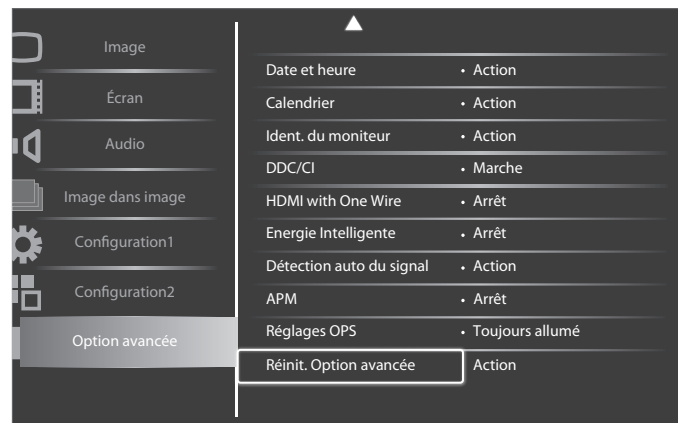 Image
Écran
Audio
Image dans image
Configuration1
Configuration2
Option avancée
Date et heure • Action
Calendrier • Action
Ident. du moniteur • Action
DDC/CI • Marche
HDMI with One Wire • Arrêt
Energie Intelligente • Arrêt
Détection auto du signal • Action
APM • Arrêt
Réglages OPS • Toujours allumé
Réinit. Option avancée Action